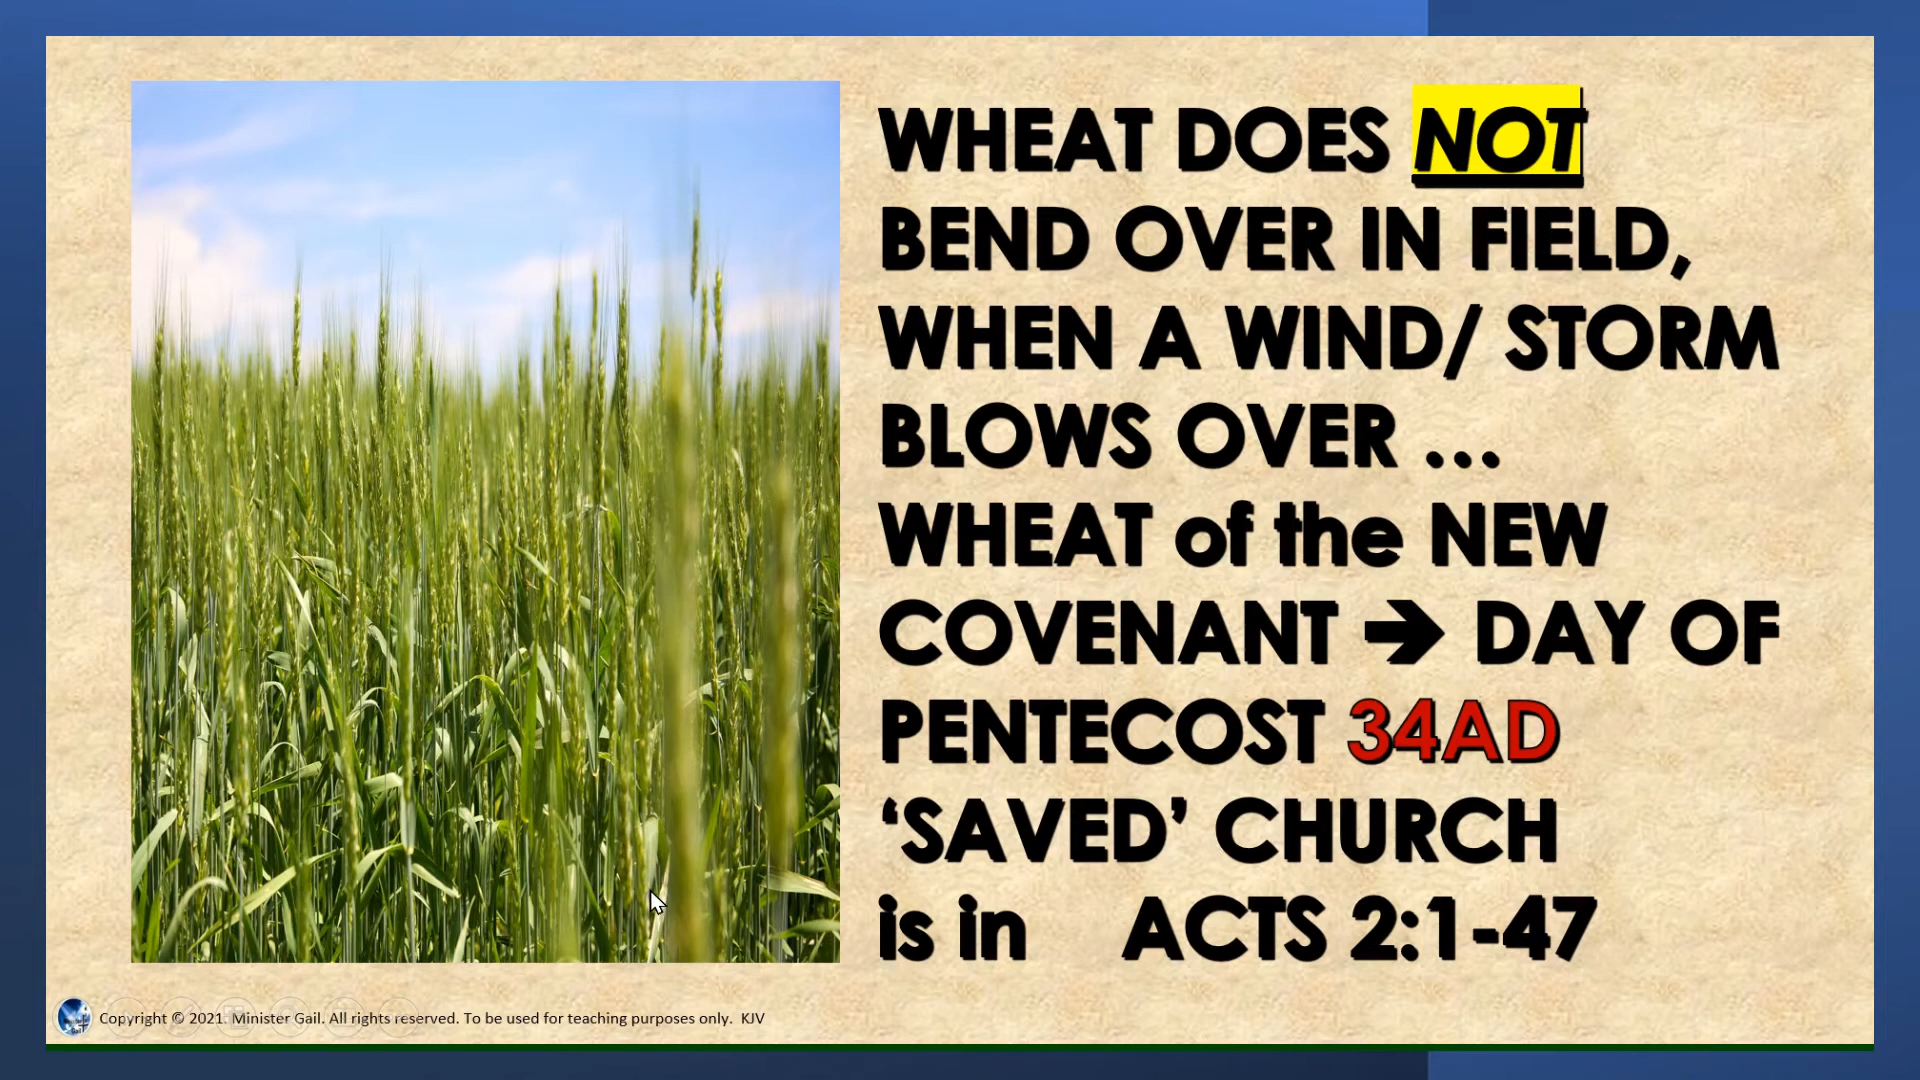 WHEAT DOES NOT
BEND OVER IN FIELD,
WHEN A WIND/ STORM
BLOWS OVER …
WHEAT of the NEW
COVENANT ➔ DAY OF
PENTECOST 34AD
‘SAVED’ CHURCH
is in ACTS 2:1-47
Copyright © 2021. Minister Gail. All rights reserved. To be used for teaching purposes only. KJV